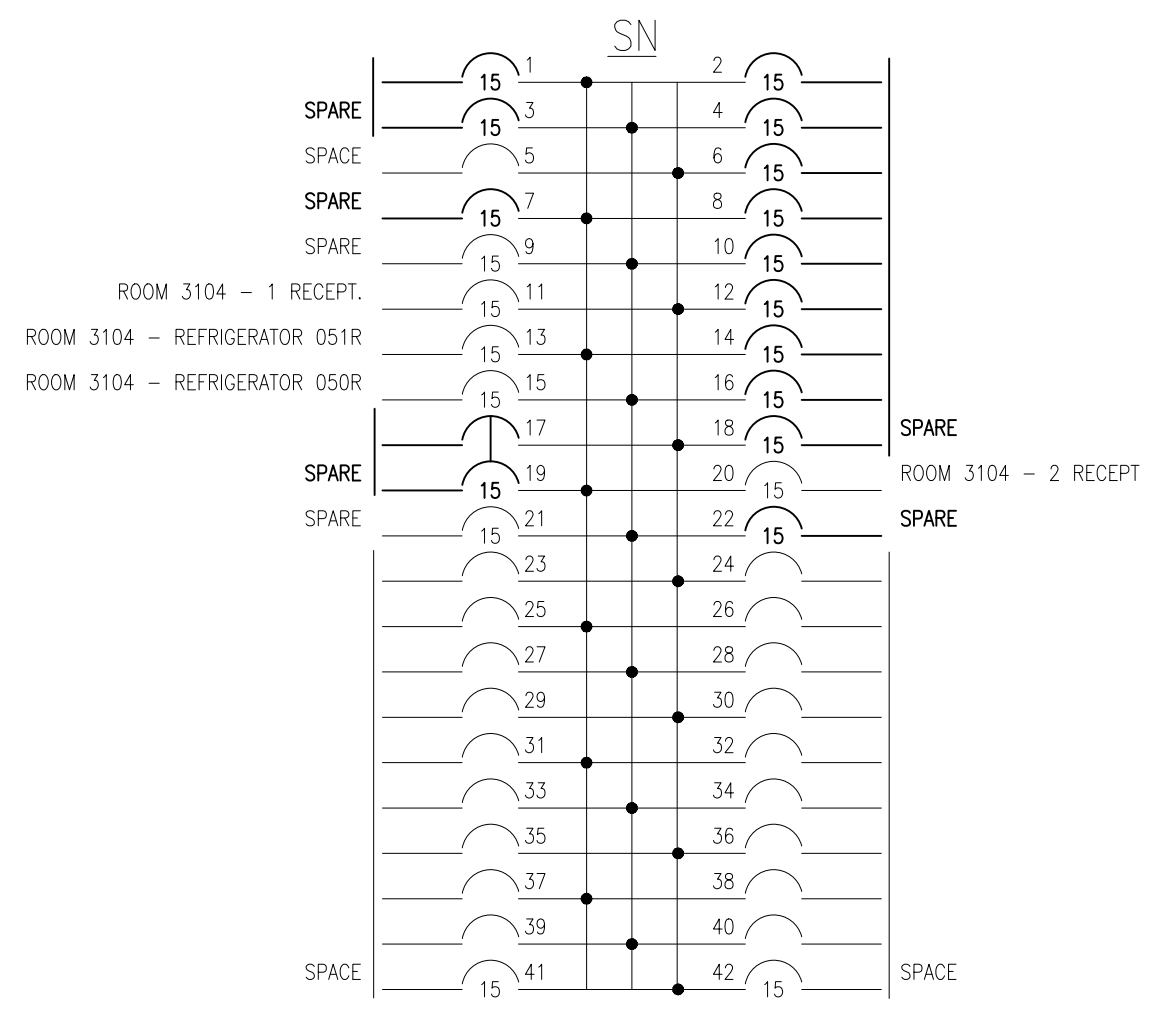 SN
1 2
15 15
SPARE 3 4
15 15
SPACE 5 6
15
SPARE 7 8
15 15
SPARE 9 10
15 15
ROOM 3104 – 1 RECEPT. 11 12
15 15
ROOM 3104 – REFRIGERATOR 051R 13 14
15 15
ROOM 3104 – REFRIGERATOR 050R 15 16
15 15
17 18 SPARE
15
SPARE 19 20 ROOM 3104 – 2 RECEPT
15 15
SPARE 21 22 SPARE
15 15
23 24
25 26
27 28
29 30
31 32
33 34
35 36
37 38
39 40
SPACE 41 42 SPACE
15 15